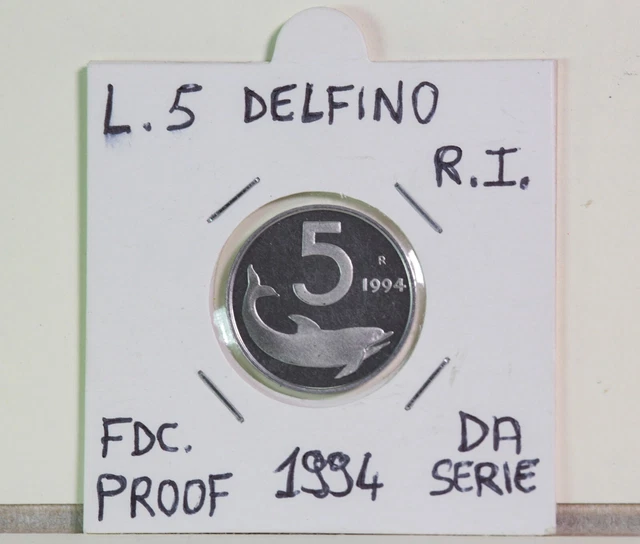 L. 5 DELFINO
R.I.
5
R
1994
FDC.
PROOF
1994
DA
SERIE